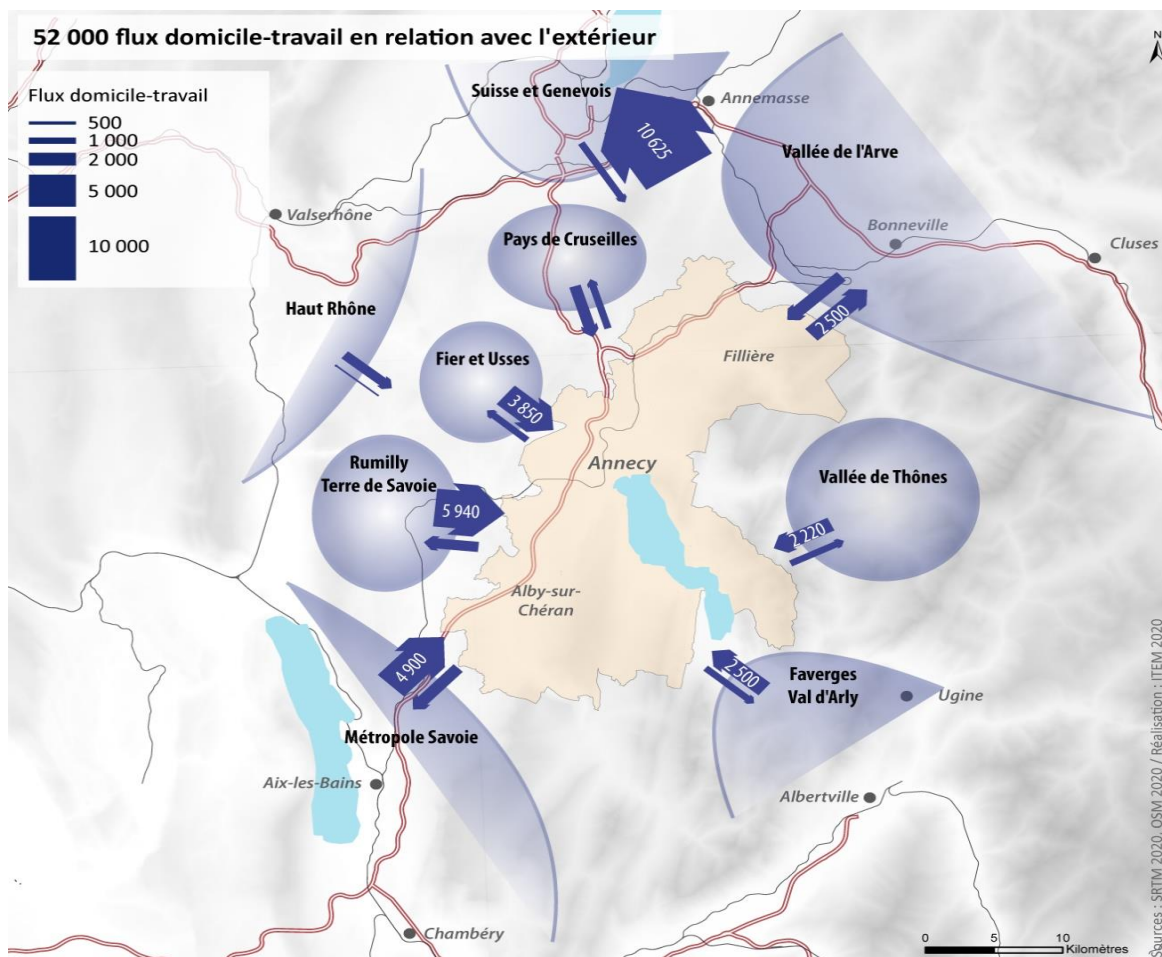 52 000 flux domicile-travail en relation avec l'extérieur
N
Flux domicile-travail
500
1 000
2 000
5 000
10 000
Suisse et Genevois
Annemasse
10 625
Vallée de l'Arve
Valserhône
Pays de Cruseilles
Bonneville
Cluses
Haut Rhône
2 500
Fillière
Fier et Usses
3 850
Annecy
Rumilly
Terre de Savoie
5 940
Vallée de Thônes
2 220
Alby-sur-
Chéran
4 900
2 500
Faverges
Val d'Arly
Ugine
Métropole Savoie
Aix-les-Bains
Albertville
Chambéry
0 5 10
Kilomètres
Sources : SRTM 2020, OSM 2020 / Réalisation : ITEM 2020